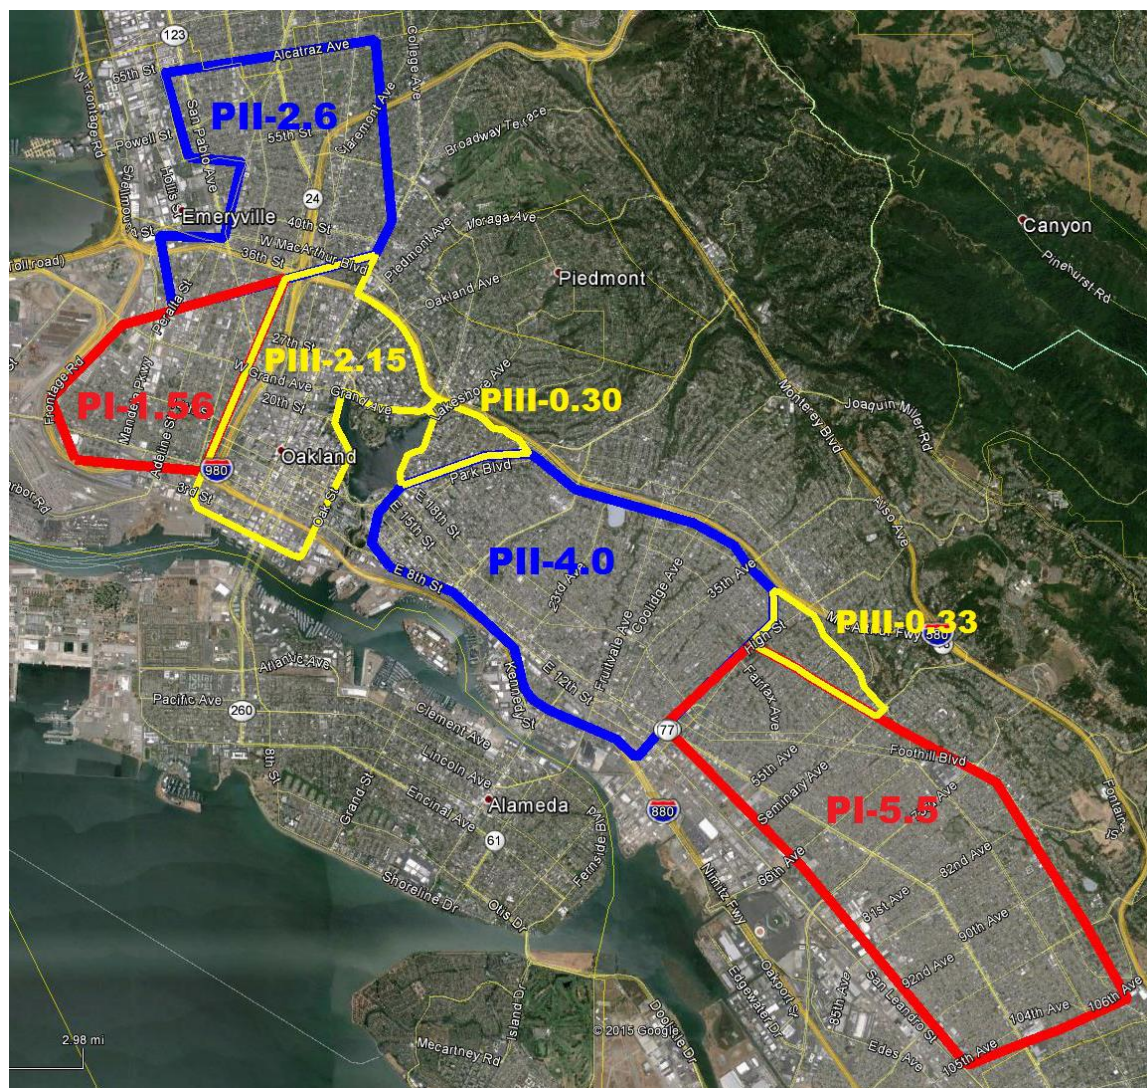 123
Alcatraz Ave
College Ave
65th St
W Frontage Rd
PII-2.6
Claremont Ave
San Pablo Ave
55th St
Powell St
Broadway Terrace
Hollis St
24
Emeryville
40th St
Moraga Ave
Canyon
W MacArthur Blvd
Piedmont Ave
36th St
Piedmont
Pinehurst Rd
Oakland Ave
Peralta St
27th St
PIII-2.15
W Grand Ave
Lakeshore Ave
Frontage Rd
Mandela Pkwy
20th St
Grand Ave
PIII-0.30
PI-1.56
Adeline St
Joaquin Miller Rd
Monterey Blvd
Oakland
980
Park Blvd
3rd St
Oak St
E 18th St
E 15th St
Also Ave
PII-4.0
E 8th St
23rd Ave
Coolidge Ave
35th Ave
PIII-0.33
580
High St
Fruitvale Ave
Atlantic Ave
Pacific Ave
260
Kennedy St
E 12th St
Fairfax Ave
Clement Ave
77
Foothill Blvd
8th St
Lincoln Ave
55th Ave
Seminary Ave
Grand St
Encinal Ave
Alameda
880
PI-5.5
61
Fernside Blvd
66th Ave
82nd Ave
Shoreline Dr
Otis Dr
Nimitz Fwy
81st Ave
90th Ave
92nd Ave
Oakport St
Edgewater Dr
85th Ave
San Leandro St
104th Ave
106th Ave
Island Dr
© 2015 Google
Doolittle Dr
2.98 mi
Mecartney Rd
Edes Ave
105th Ave